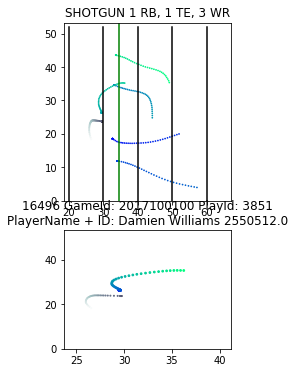 SHOTGUN 1 RB, 1 TE, 3 WR
50
40
30
20
10
0
20 30 40 50 60
16496 GameId: 2017100100 PlayId: 3851
PlayerName + ID: Damien Williams 2550512.0
40
20
0
25 30 35 40